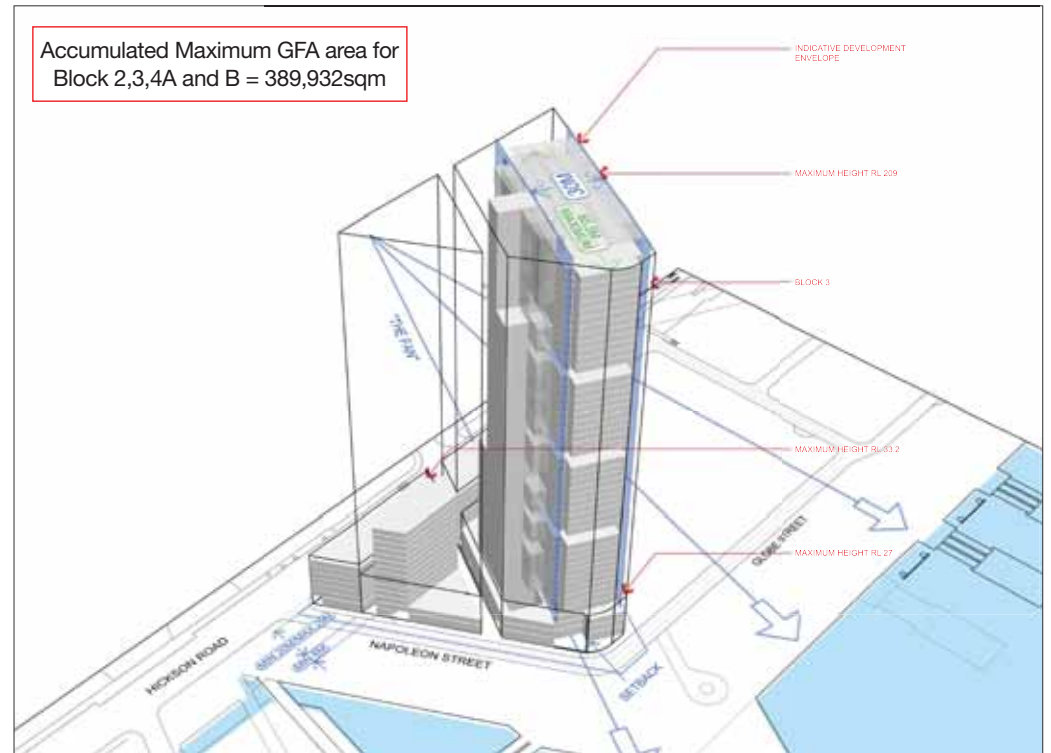 Accumulated Maximum GFA area for
Block 2,3,4A and B = 389,932sqm
INDICATIVE DEVELOPMENT
ENVELOPE
MAXIMUM HEIGHT RL 209
30M
BLOCK 3
"THE FAN"
MAXIMUM HEIGHT RL 33.2
GLOBE STREET
MAXIMUM HEIGHT RL 27
HICKSON ROAD
NAPOLEON STREET
SETBACK